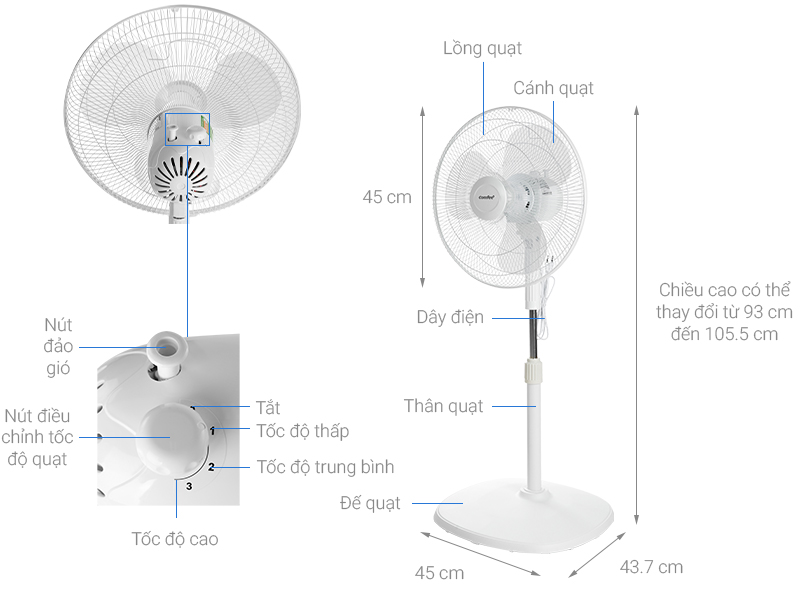 Lồng quạt
Cánh quạt
45 cm
Comfee
Chiều cao có thể
thay đổi từ 93 cm
đến 105.5 cm
Dây điện
Thân quạt
Đế quạt
45 cm
43.7 cm
Nút
đảo
gió
Nút điều
chỉnh tốc
độ quạt
Tắt
1
Tốc độ thấp
2
Tốc độ trung bình
3
Tốc độ cao